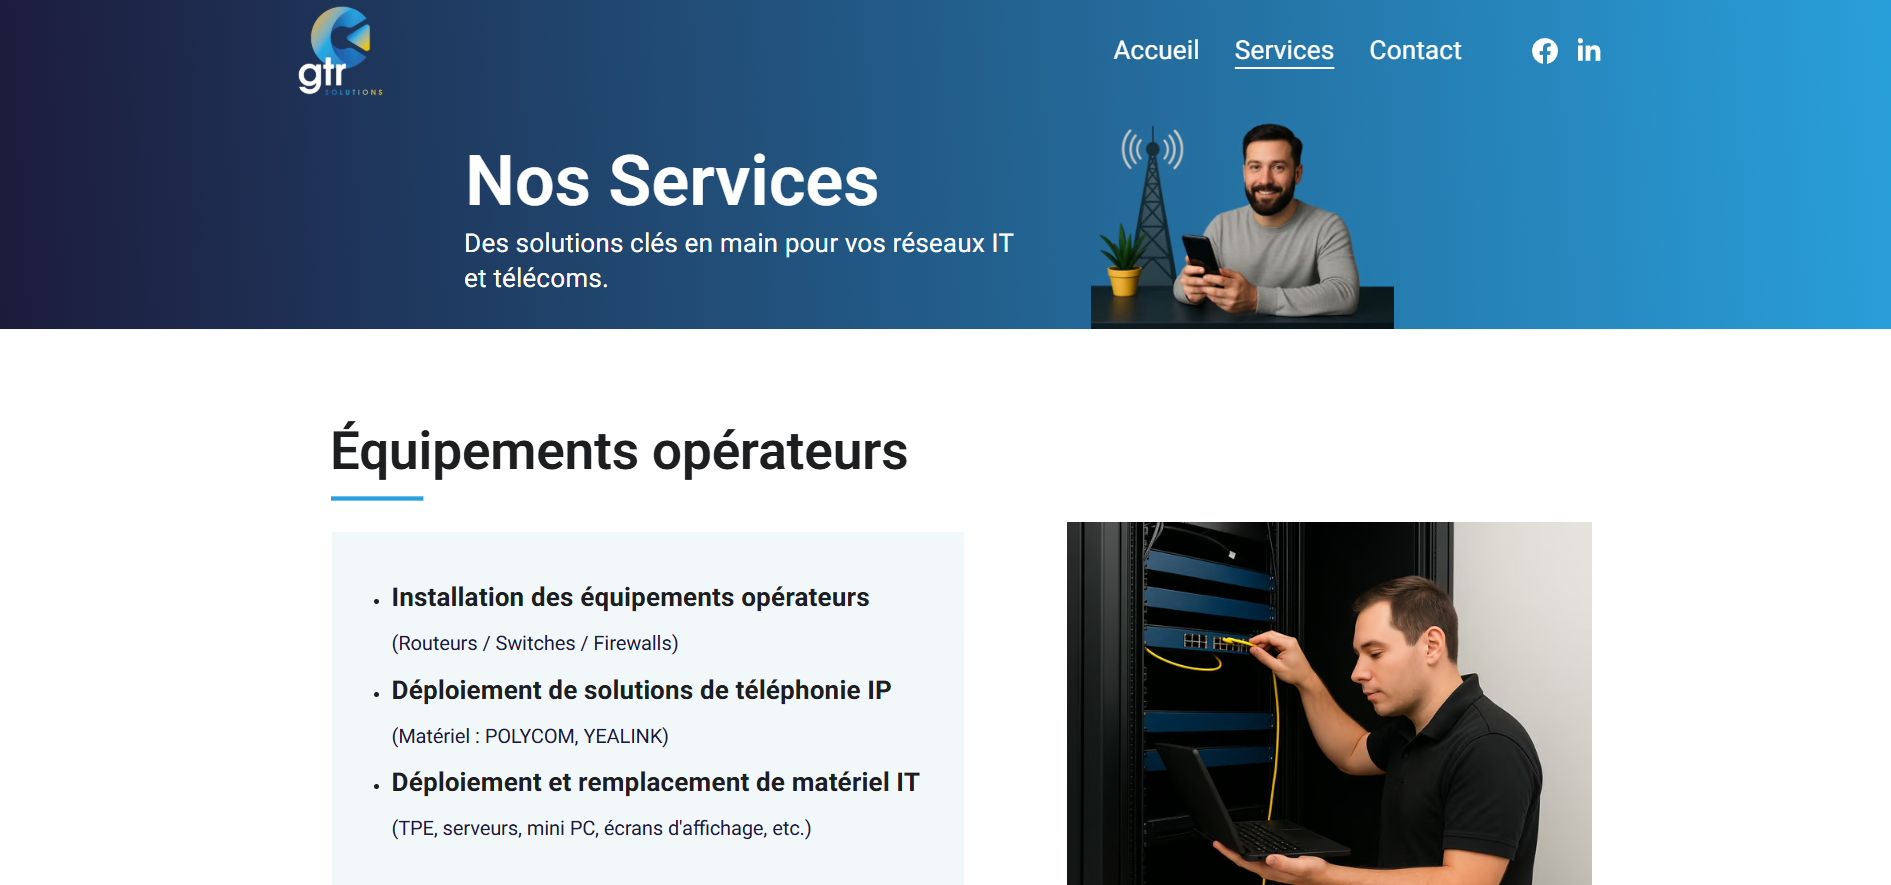 gtr
SOLUTIONS
Accueil Services Contact
Nos Services
Des solutions clés en main pour vos réseaux IT
et télécoms.
Équipements opérateurs
• Installation des équipements opérateurs
(Routeurs / Switches / Firewalls)
• Déploiement de solutions de téléphonie IP
(Matériel : POLYCOM, YEALINK)
• Déploiement et remplacement de matériel IT
(TPE, serveurs, mini PC, écrans d'affichage, etc.)